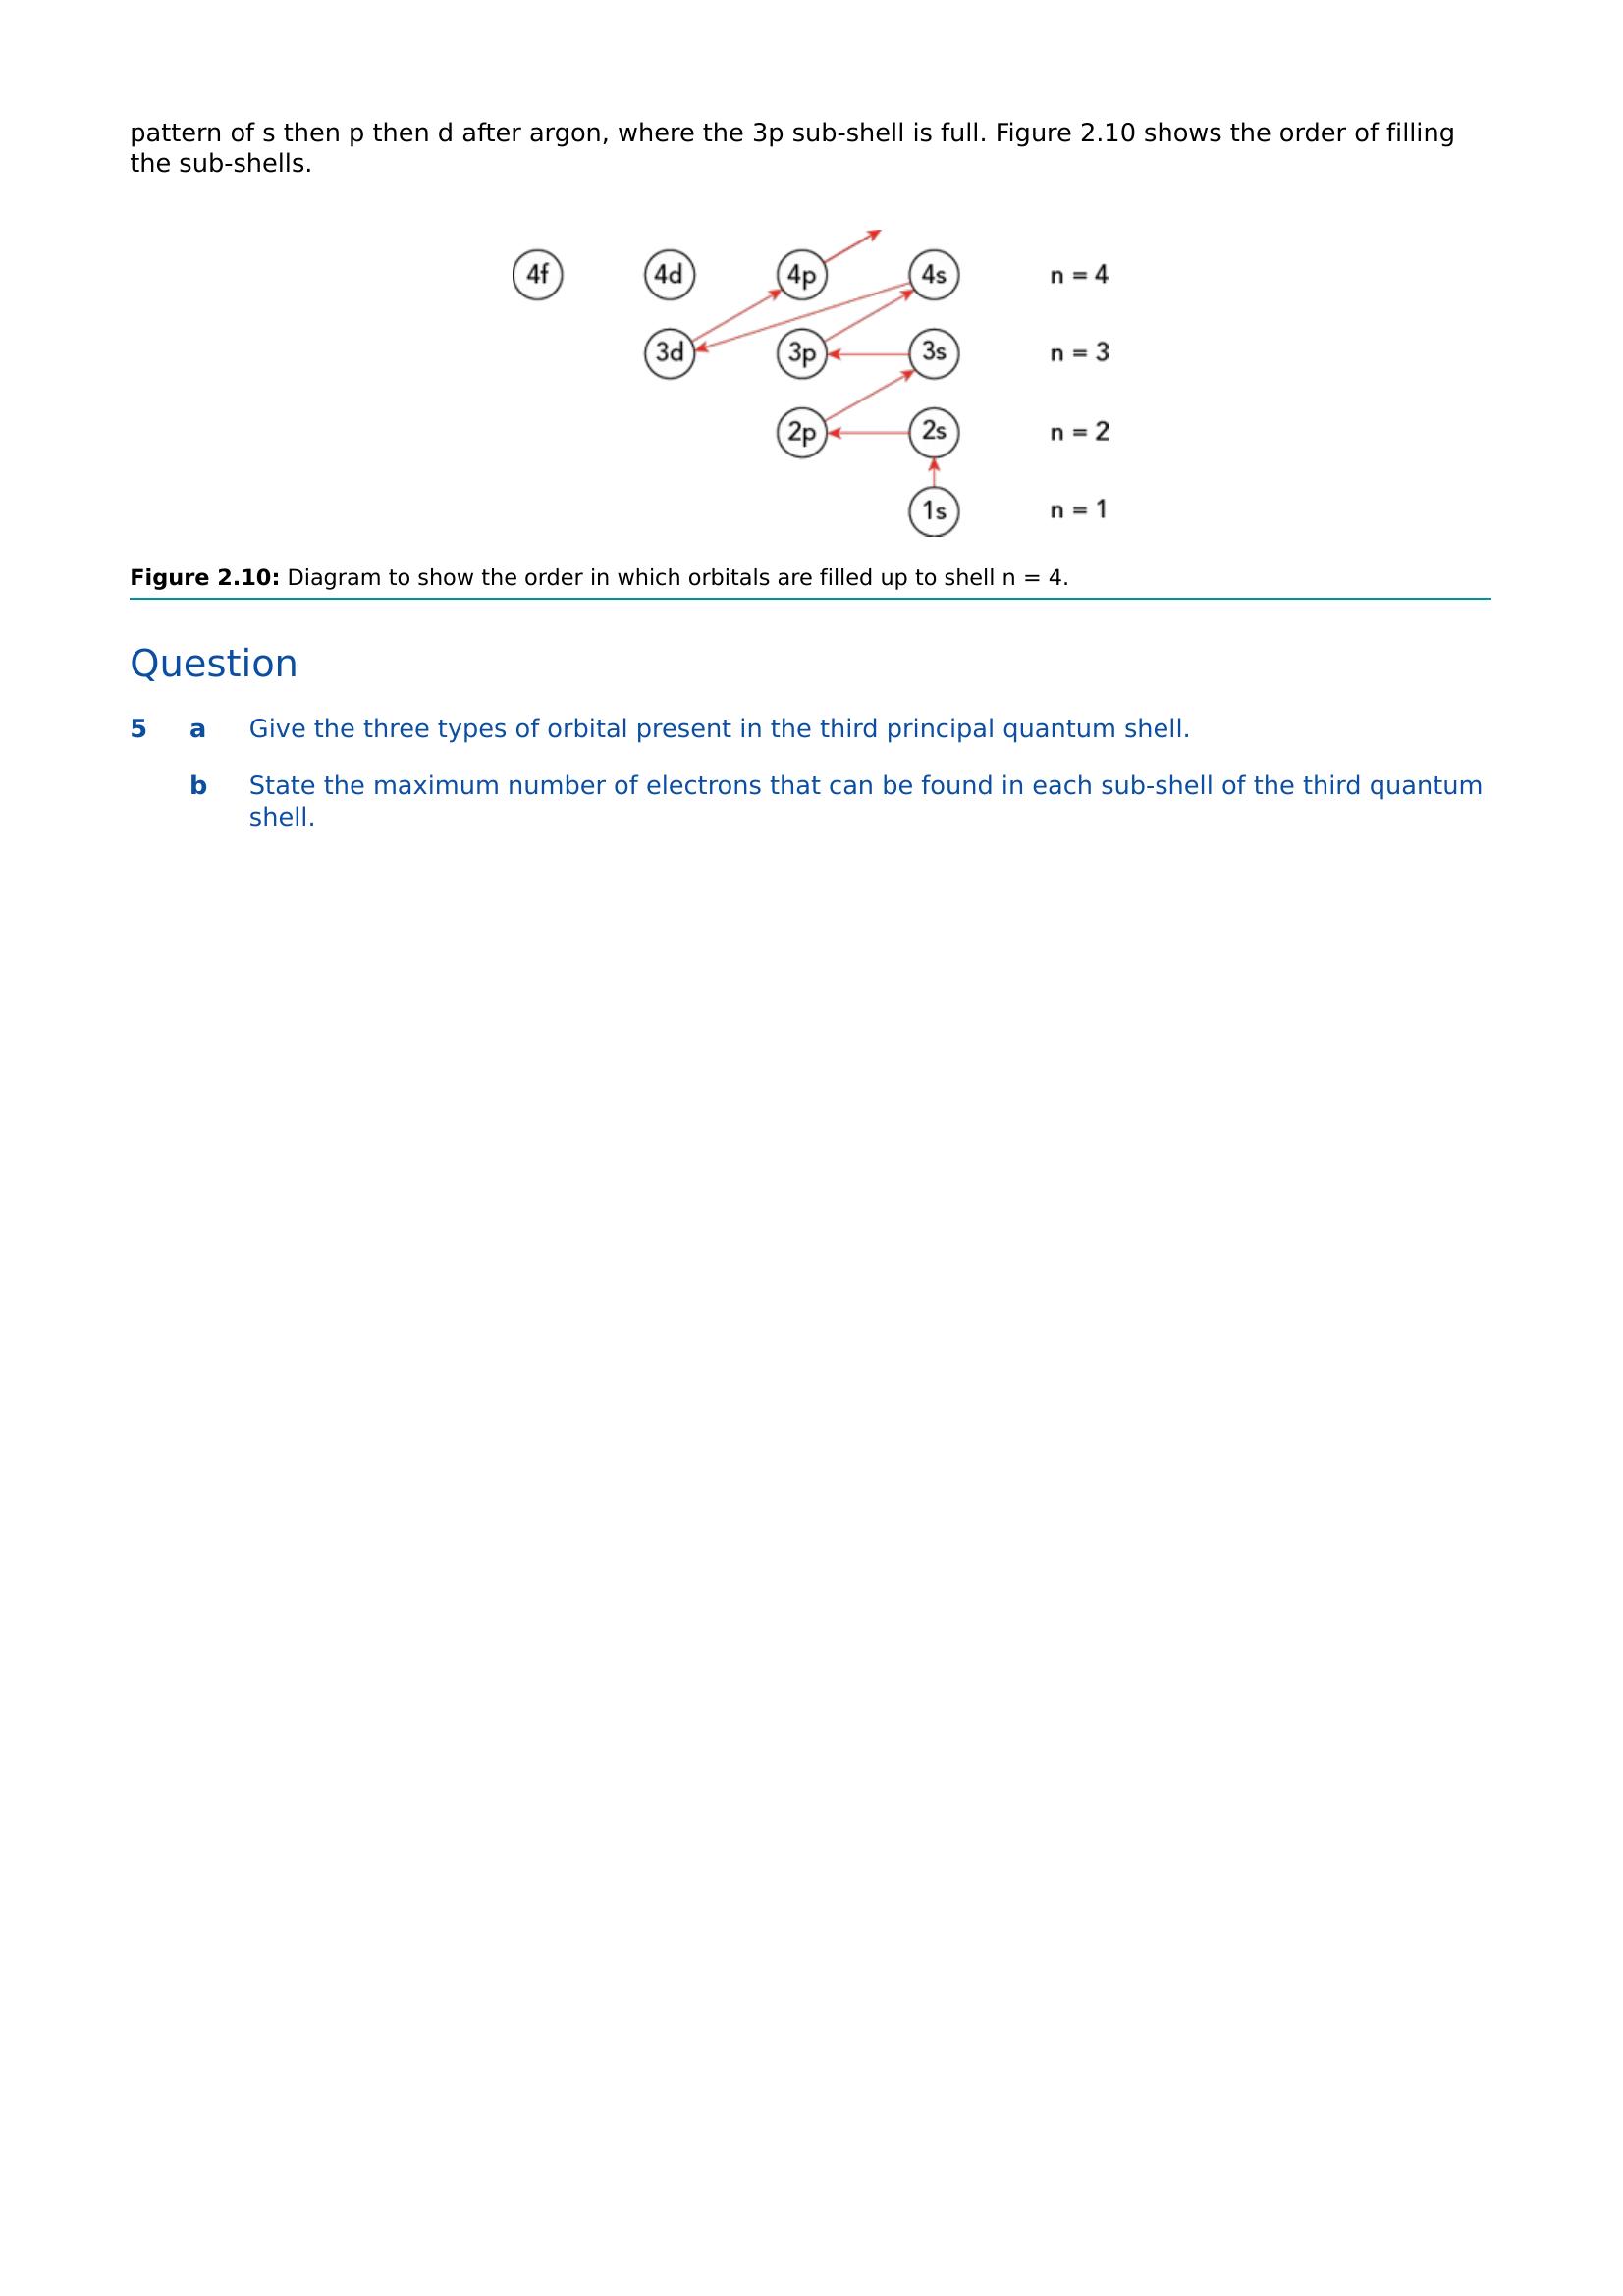 pattern of s then p then d after argon, where the 3p sub-shell is full. Figure 2.10 shows the order of filling
the sub-shells.
4f 4d 4p 4s n = 4
3d 3p 3s n = 3
2p 2s n = 2
1s n = 1
Figure 2.10: Diagram to show the order in which orbitals are filled up to shell n = 4.
Question
5 a Give the three types of orbital present in the third principal quantum shell.
b State the maximum number of electrons that can be found in each sub-shell of the third quantum
shell.